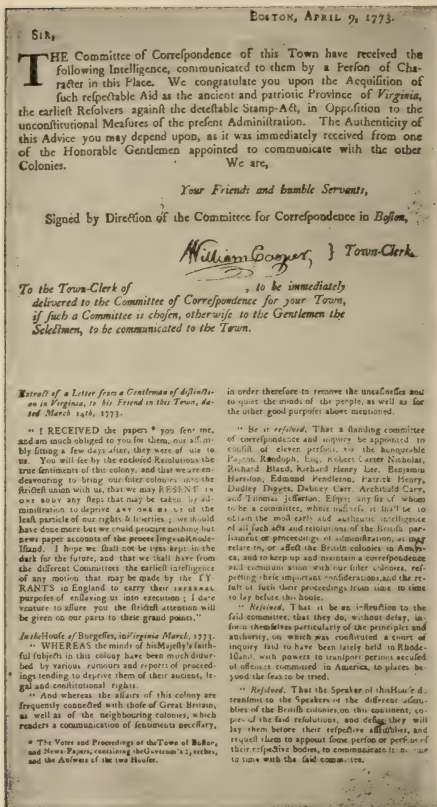 BOSTON, APRIL 9, 1773.
SIR,
THE Committee of Correſpondence of this Town have received the
following Intelligence, communicated to them by a Perſon of Cha-
racter in this Place. We congratulate you upon the Acquiſition of
ſuch reſpectable Aid as the ancient and patriotic Province of Virginia,
the earlieſt Reſolvers againſt the deteſtable Stamp-Act, in Oppoſition to the
unconſtitutional Meaſures of the preſent Adminiſtration. The Authenticity of
this Advice you may depend upon, as it was immediately received from one
of the Honorable Gentlemen appointed to communicate with the other
Colonies. We are,
Your Friends and humble Servants,
Signed by Direction of the Committee for Correſpondence in Boſton,
William Cooper, } Town-Clerk
To the Town-Clerk of , to be immediately
delivered to the Committee of Correſpondence for your Town,
if ſuch a Committee is choſen, otherwiſe to the Gentlemen the
Selectmen, to be communicated to the Town.
Extract of a Letter from a Gentleman of diſtincti-
on in Virginia, to his Friend in this Town, da-
ted March 14th, 1773.
" I RECEIVED the papers * you ſent me,
and am much obliged to you for them, our aſſem-
bly ſitting a few days after, they were of uſe to
us. You will ſee by the encloſed Reſolutions the
true ſentiments of this colony, and that we are en-
deavouring to bring our ſiſter colonies into the
ſtricteſt union with us, that we may RESENT IN
ONE BODY any ſteps that may be taken by ad-
miniſtration to deprive ANY ONE OF US of the
leaſt particle of our rights & liberties ; we ſhould
have done more but we could procure nothing but
news paper accounts of the proceedings in Rhode-
Iſland. I hope we ſhall not be thus kept in the
dark for the future, and that we ſhall have from
the different Committees the earlieſt intelligence
of any motion that may be made by the TY-
RANTS in England to carry their INFERNAL
purpoſes of enſlaving us into execution ; I dare
venture to aſſure you the ſtricteſt attention will
be given on our parts to theſe grand points."
In the Houſe of Burgeſſes, in Virginia March, 1773.
" WHEREAS the minds of his Majeſty's faith-
ful ſubjects in this colony have been much diſtur-
bed by various rumours and reports of proceed-
ings tending to deprive them of their ancient, le-
gal and conſtitutional rights.
" And whereas the affairs of this colony are
frequently connected with thoſe of Great Britain,
as well as of the neighbouring colonies, which
renders a communication of ſentiments neceſſary,
* The Votes and Proceedings of the Town of Boſton,
and News-Papers, containing the Governor's Speeches,
and the Anſwers of the two Houſes.
in order therefore to remove the uneaſineſſes and
to quiet the minds of the people, as well as for
the other good purpoſes above mentioned.
" Be it reſolved, That a ſtanding committee
of correſpondence and inquiry be appointed to
conſiſt of eleven perſons, viz. the honorable
Peyton Randolph, Eſq; Robert Carter Nicholas,
Richard Bland, Richard Henry Lee, Benjamin
Harriſon, Edmund Pendleton, Patrick Henry,
Dudley Digges, Dabney Carr, Archibald Cary,
and Thomas Jefferſon, Eſqrs; any ſix of whom
to be a committee, whoſe buſineſs it ſhall be to
obtain the moſt early and authentic intelligence
of all ſuch acts and reſolutions of the Britiſh par-
liament or proceedings of adminiſtration, as may
relate to, or affect the Britiſh colonies in Ameri-
ca, and to keep up and maintain a correſpondence
and communication with our ſiſter colonies, reſ-
pecting theſe important conſiderations, and the re-
ſult of ſuch their proceedings from time to time
to lay before this houſe.
" Reſolved, That it be an inſtruction to the
ſaid committee, that they do, without delay, in-
form themſelves particularly of the principles and
authority, on which was conſtituted a court of
inquiry ſaid to have been lately held in Rhode-
Iſland, with powers to tranſport perſons accuſed
of offences committed in America, to places be-
yond the ſeas to be tried.
" Reſolved. That the Speaker of this Houſe do
tranſmit to the Speakers of the different aſſem-
blies of the Britiſh colonies, on this continent, co-
pies of the ſaid reſolutions, and deſire they will
lay them before their reſpective aſſemblies, and
requeſt them to appoint ſome perſon or perſons of
their reſpective bodies, to communicate from time
to time with the ſaid committee.